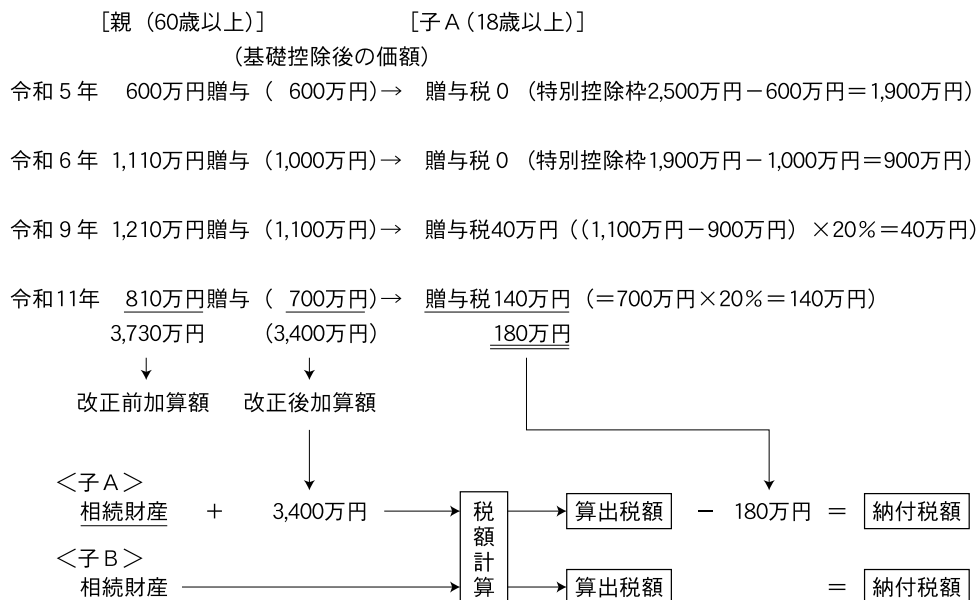 ［親（60歳以上）］ ［子Ａ（18歳以上）］
（基礎控除後の価額）
令和５年 600万円贈与（ 600万円）→ 贈与税０（特別控除枠2,500万円－600万円＝1,900万円）
令和６年 1,110万円贈与（1,000万円）→ 贈与税０（特別控除枠1,900万円－1,000万円＝900万円）
令和９年 1,210万円贈与（1,100万円）→ 贈与税40万円（（1,100万円－900万円）×20％＝40万円）
令和11年 810万円贈与（ 700万円）→ 贈与税140万円（＝700万円×20％＝140万円）
3,730万円 （3,400万円） 180万円
改正前加算額 改正後加算額
＜子Ａ＞
相続財産 ＋ 3,400万円 税額計算 算出税額 － 180万円 ＝ 納付税額
＜子Ｂ＞
相続財産 算出税額 ＝ 納付税額